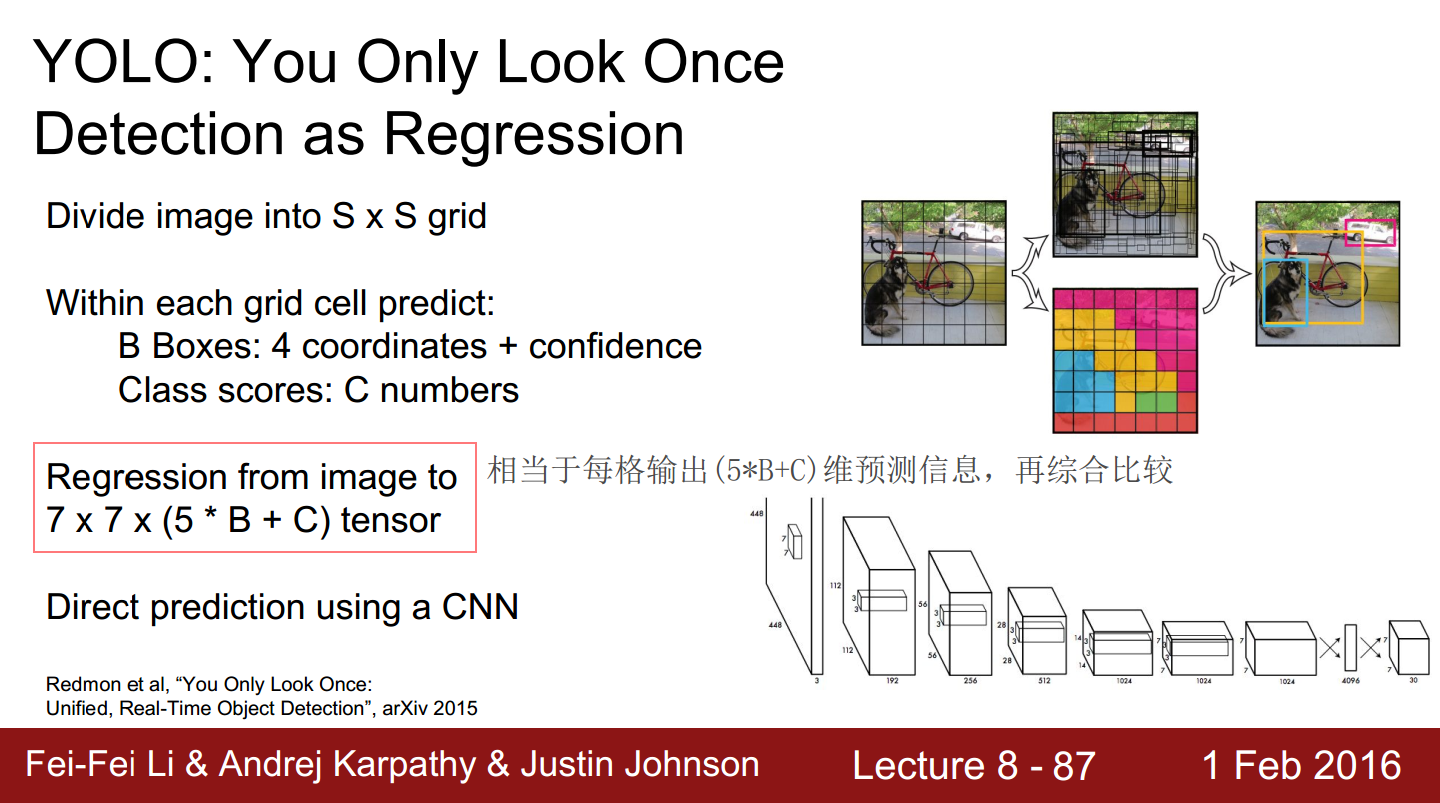 YOLO: You Only Look Once
Detection as Regression
Divide image into S x S grid
Within each grid cell predict:
B Boxes: 4 coordinates + confidence
Class scores: C numbers
Regression from image to
7 x 7 x (5 * B + C) tensor
相当于每格输出(5*B+C)维预测信息，再综合比较
Direct prediction using a CNN
448
448
7
7
3
112
112
3
3
192
56
56
3
3
256
28
28
3
3
512
14
14
3
3
1024
7
7
3
3
1024
7
7
1024
4096
7
7
30
Redmon et al, “You Only Look Once:
Unified, Real-Time Object Detection”, arXiv 2015
Fei-Fei Li & Andrej Karpathy & Justin Johnson
Lecture 8 - 87
1 Feb 2016